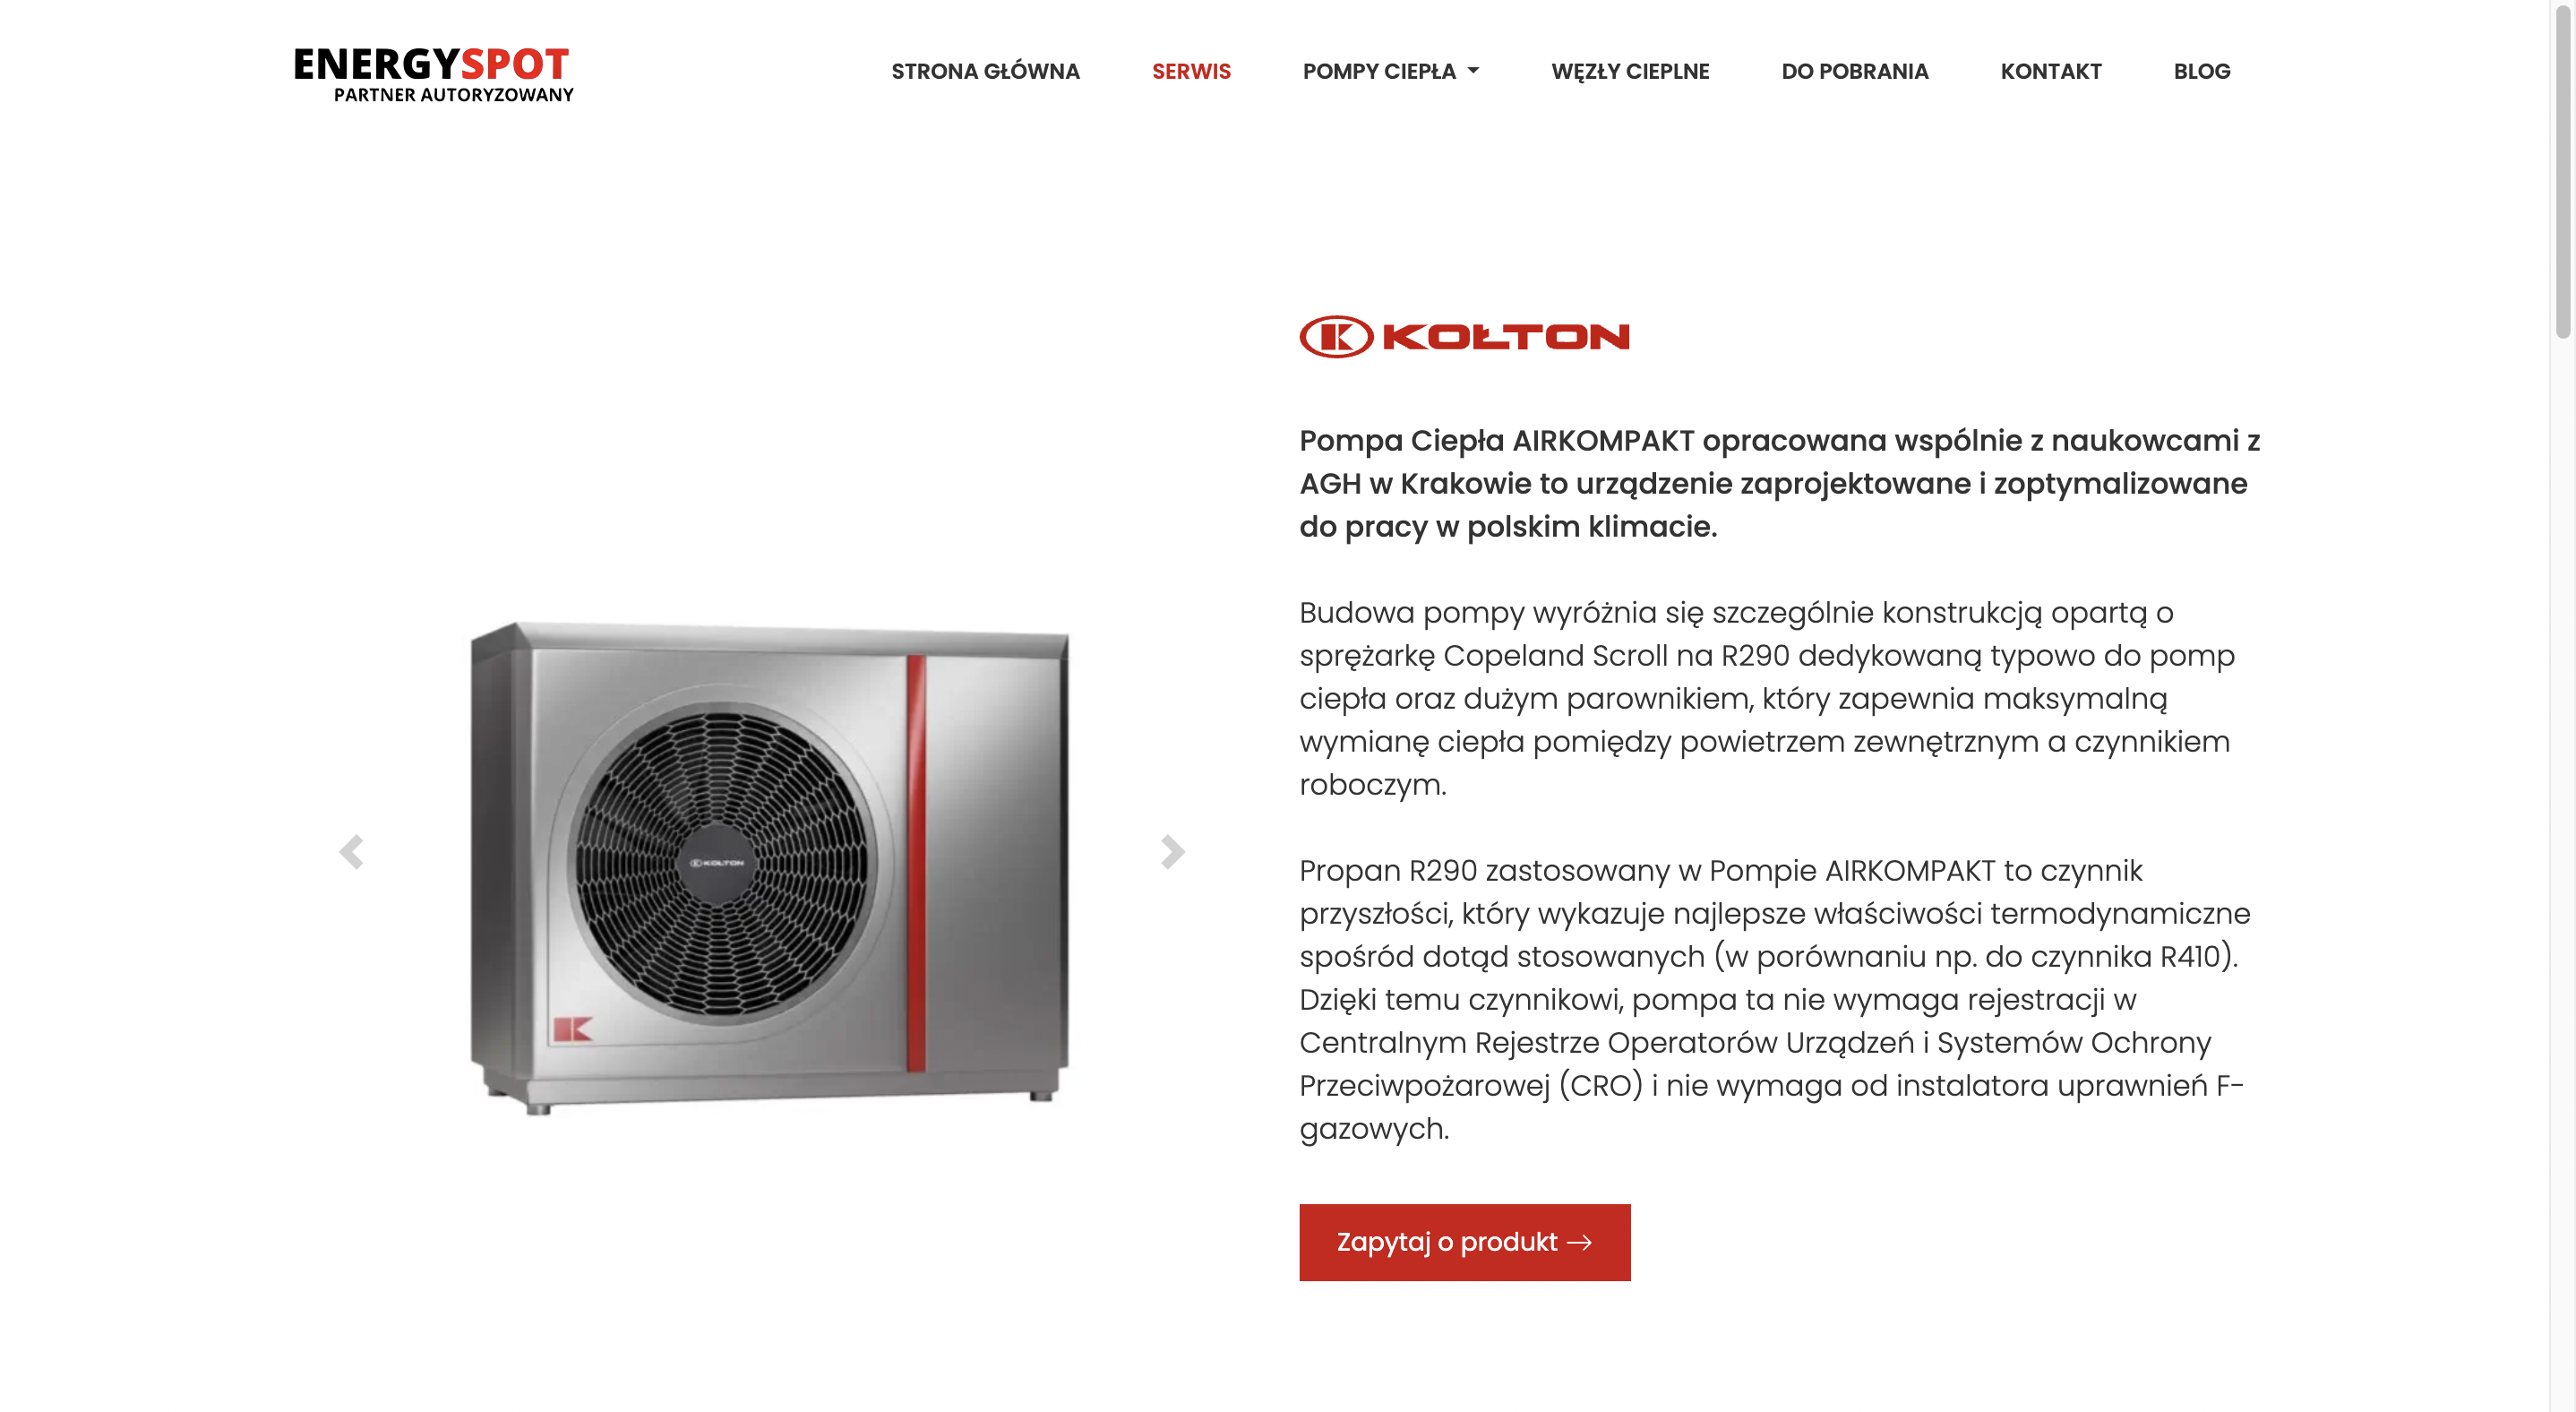 ENERGYSPOT
PARTNER AUTORYZOWANY
STRONA GŁÓWNA
SERWIS
POMPY CIEPŁA
WĘZŁY CIEPLNE
DO POBRANIA
KONTAKT
BLOG
KOŁTON
Pompa Ciepła AIRKOMPAKT opracowana wspólnie z naukowcami z
AGH w Krakowie to urządzenie zaprojektowane i zoptymalizowane
do pracy w polskim klimacie.
Budowa pompy wyróżnia się szczególnie konstrukcją opartą o
sprężarkę Copeland Scroll na R290 dedykowaną typowo do pomp
ciepła oraz dużym parownikiem, który zapewnia maksymalną
wymianę ciepła pomiędzy powietrzem zewnętrznym a czynnikiem
roboczym.
KOŁTON
Propan R290 zastosowany w Pompie AIRKOMPAKT to czynnik
przyszłości, który wykazuje najlepsze właściwości termodynamiczne
spośród dotąd stosowanych (w porównaniu np. do czynnika R410).
Dzięki temu czynnikowi, pompa ta nie wymaga rejestracji w
Centralnym Rejestrze Operatorów Urządzeń i Systemów Ochrony
Przeciwpożarowej (CRO) i nie wymaga od instalatora uprawnień F-
gazowych.
Zapytaj o produkt →